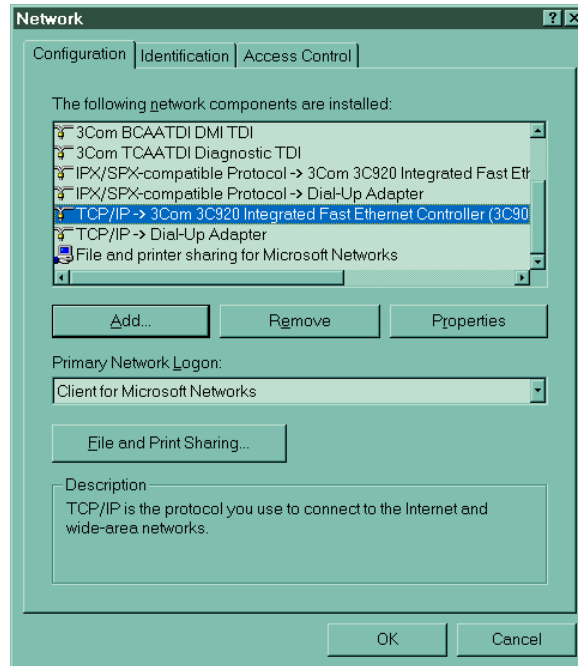 Network
Configuration Identification Access Control
The following network components are installed:
3Com BCAATDI DMI TDI
3Com TCAATDI Diagnostic TDI
IPX/SPX-compatible Protocol -> 3Com 3C920 Integrated Fast Eth
IPX/SPX-compatible Protocol -> Dial-Up Adapter
TCP/IP -> 3Com 3C920 Integrated Fast Ethernet Controller (3C90
TCP/IP -> Dial-Up Adapter
File and printer sharing for Microsoft Networks
Add... Remove Properties
Primary Network Logon:
Client for Microsoft Networks
File and Print Sharing...
Description
TCP/IP is the protocol you use to connect to the Internet and
wide-area networks.
OK Cancel